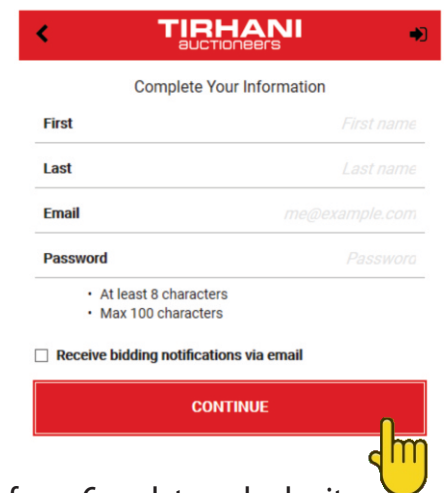 TIRHANI
auctioneers
Complete Your Information
First First name
Last Last name
Email me@example.com
Password Password
• At least 8 characters
• Max 100 characters
Receive bidding notifications via email
CONTINUE